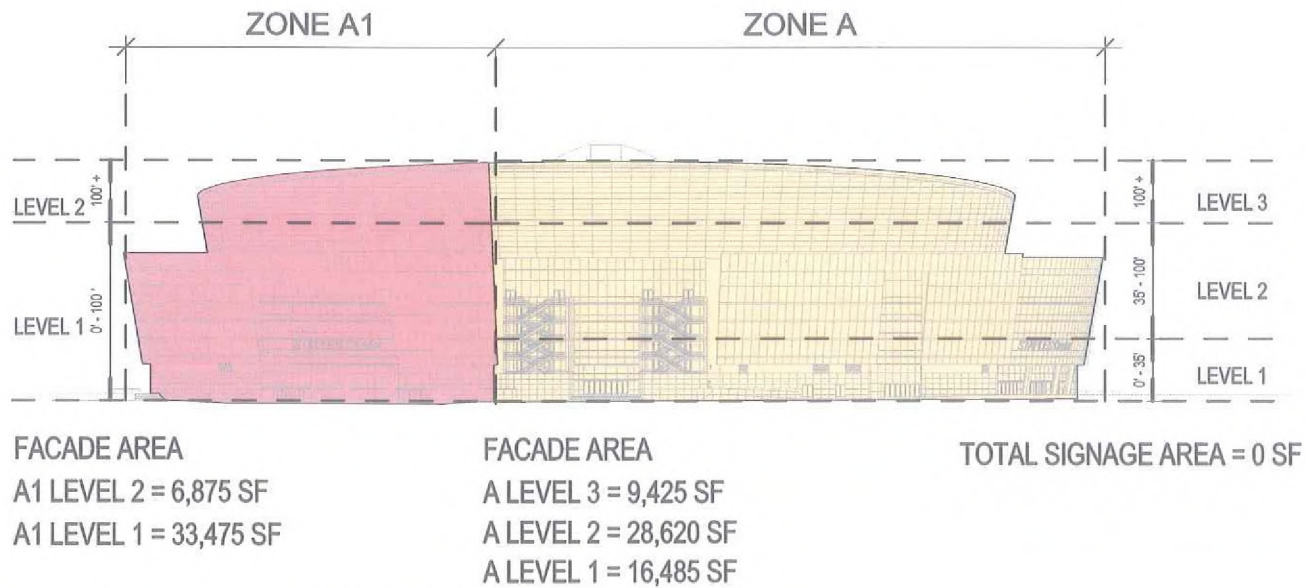 ZONE A1
ZONE A
LEVEL 2
100' +
LEVEL 1
0' - 100'
100' +
LEVEL 3
35' - 100'
LEVEL 2
0' - 35'
LEVEL 1
FACADE AREA
A1 LEVEL 2 = 6,875 SF
A1 LEVEL 1 = 33,475 SF
FACADE AREA
A LEVEL 3 = 9,425 SF
A LEVEL 2 = 28,620 SF
A LEVEL 1 = 16,485 SF
TOTAL SIGNAGE AREA = 0 SF